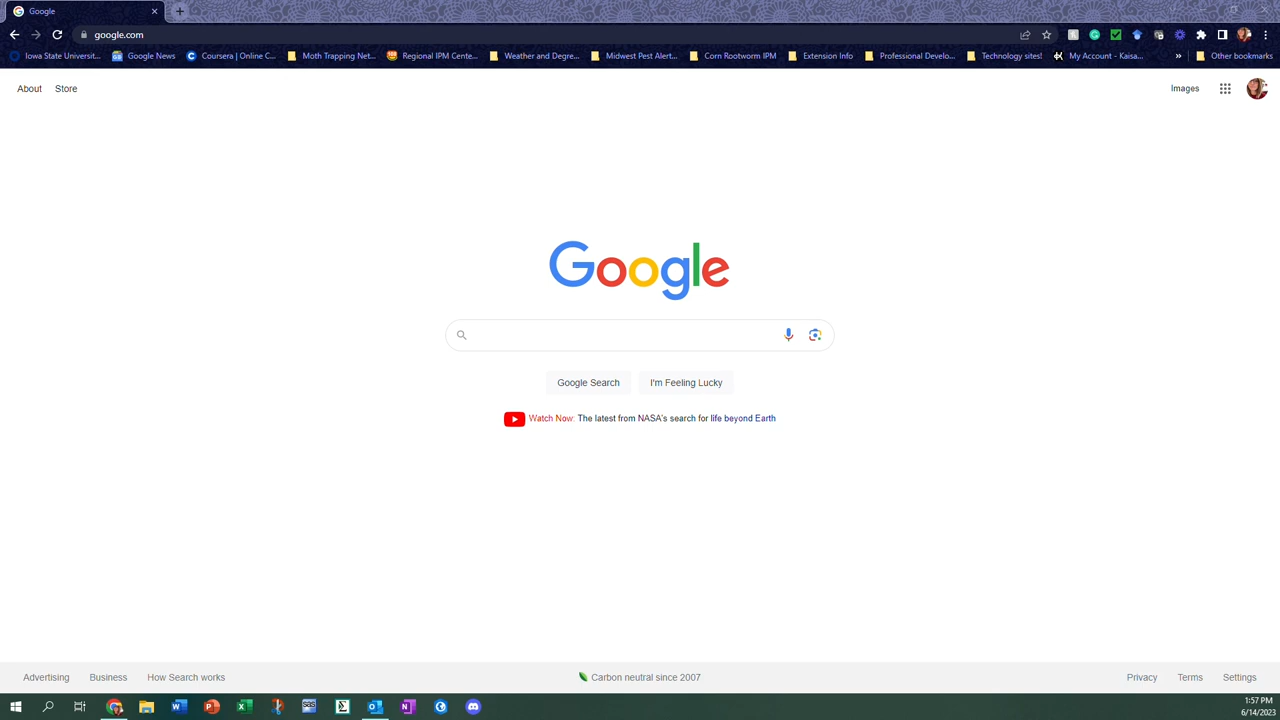 Google
google.com
Iowa State Universit...
Google News
Coursera | Online C...
Moth Trapping Net...
Regional IPM Cente...
Weather and Degre...
Midwest Pest Alert...
Corn Rootworm IPM
Extension Info
Professional Develo...
Technology sites!
My Account - Kaisa...
»
Other bookmarks
About
Store
Images
Google
Google Search
I'm Feeling Lucky
Watch Now: The latest from NASA's search for life beyond Earth
Advertising
Business
How Search works
Carbon neutral since 2007
Privacy
Terms
Settings
1:57 PM
6/14/2023